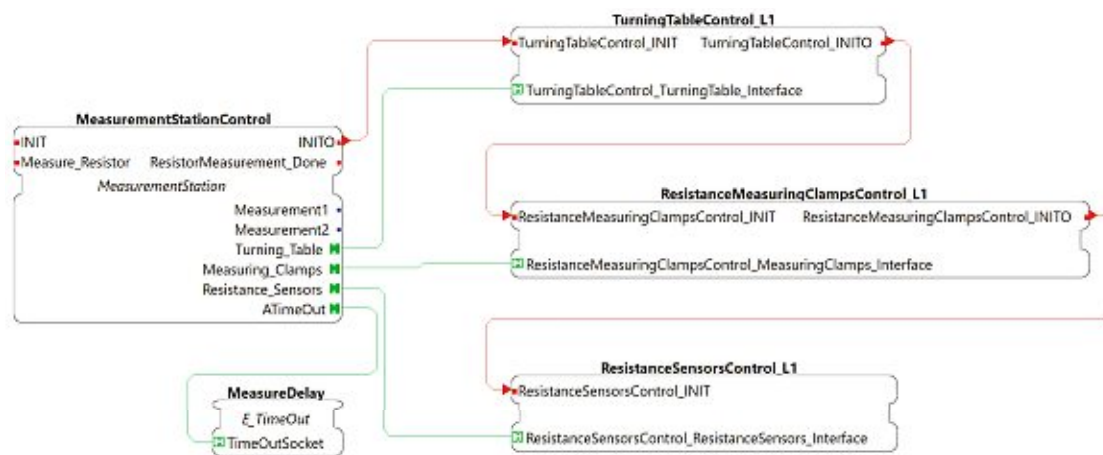 TurningTableControl_L1
TurningTableControl_INIT TurningTableControl_INITO
TurningTableControl_TurningTable_Interface
MeasurementStationControl
INIT INITO
Measure_Resistor ResistorMeasurement_Done
MeasurementStation
Measurement1
Measurement2
Turning_Table
Measuring_Clamps
Resistance_Sensors
ATimeOut
ResistanceMeasuringClampsControl_L1
ResistanceMeasuringClampsControl_INIT ResistanceMeasuringClampsControl_INITO
ResistanceMeasuringClampsControl_MeasuringClamps_Interface
MeasureDelay
E_TimeOut
TimeOutSocket
ResistanceSensorsControl_L1
ResistanceSensorsControl_INIT
ResistanceSensorsControl_ResistanceSensors_Interface